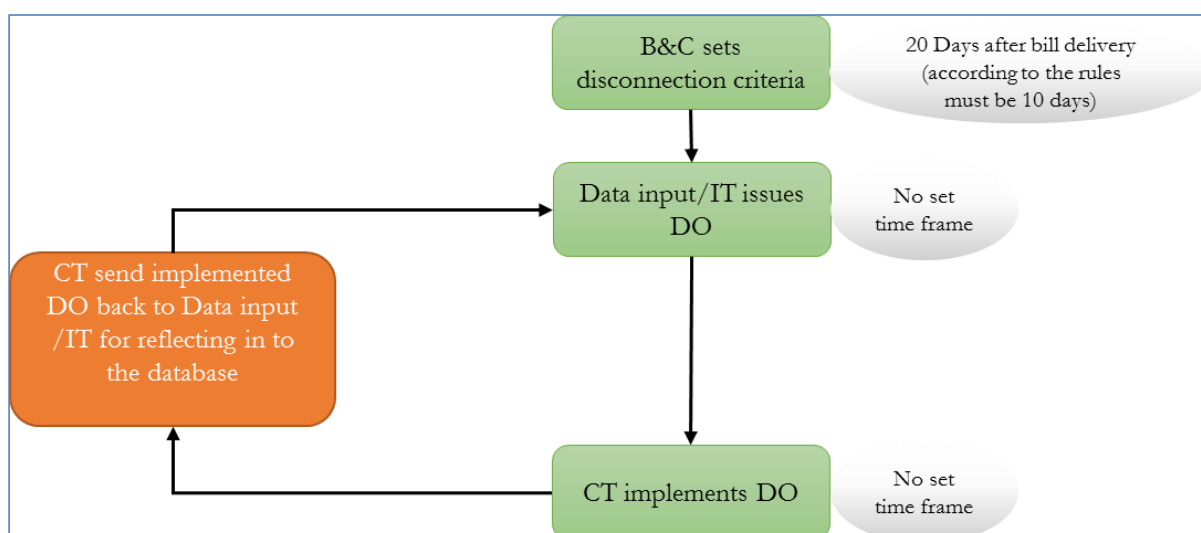 B&C sets
disconnection criteria
20 Days after bill delivery
(according to the rules
must be 10 days)
Data input/IT issues
DO
No set
time frame
CT send implemented
DO back to Data input
/IT for reflecting in to
the database
CT implements DO
No set
time frame